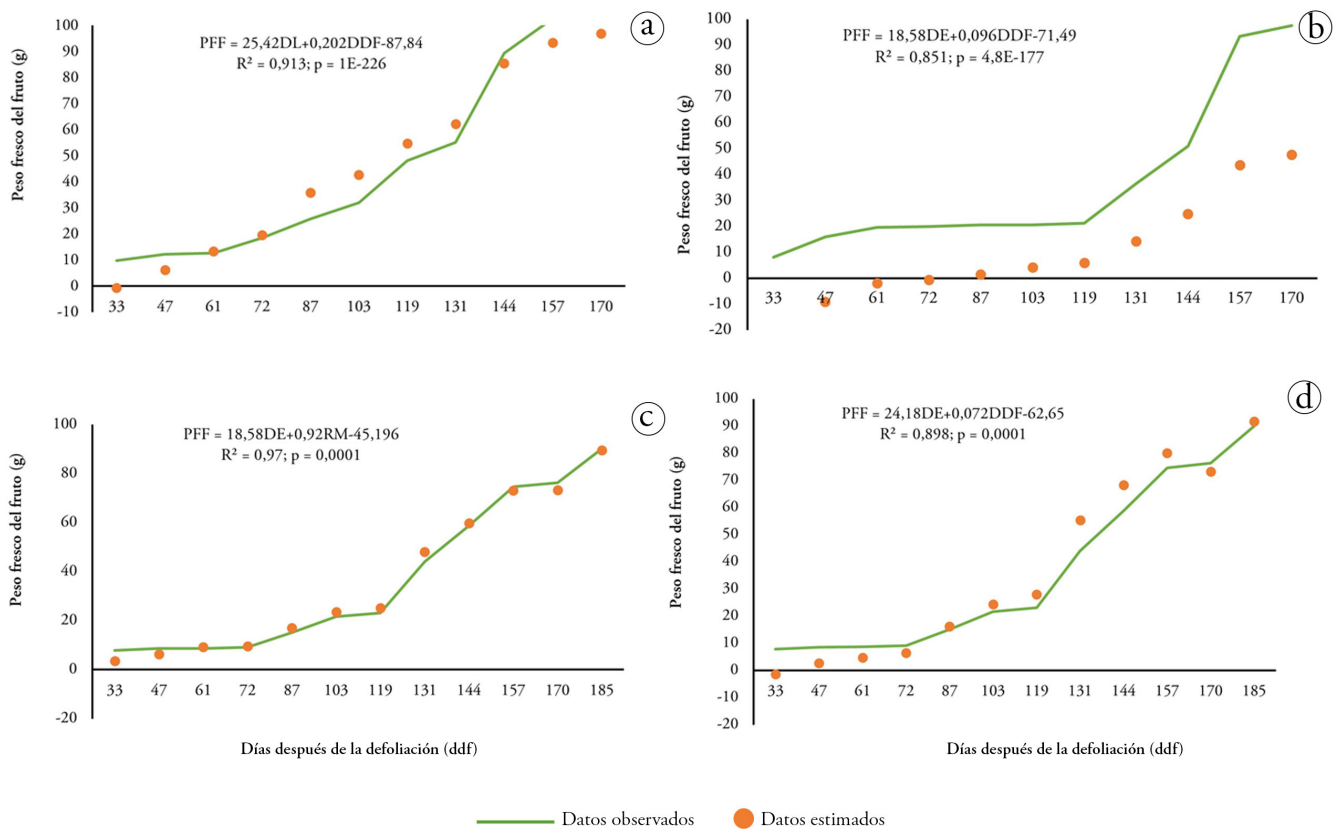 a
PFF = 25,42DL+0,202DDF-87,84
R² = 0,913; p = 1E-226
Peso fresco del fruto (g)
100
90
80
70
60
50
40
30
20
10
0
-10
33 47 61 72 87 103 119 131 144 157 170
b
PFF = 18,58DE+0,096DDF-71,49
R² = 0,851; p = 4,8E-177
Peso fresco del fruto (g)
100
90
80
70
60
50
40
30
20
10
0
-10
-20
33 47 61 72 87 103 119 131 144 157 170
c
PFF = 18,58DE+0,92RM-45,196
R² = 0,97; p = 0,0001
Peso fresco del fruto (g)
100
80
60
40
20
0
-20
33 47 61 72 87 103 119 131 144 157 170 185
Días después de la defoliación (ddf)
d
PFF = 24,18DE+0,072DDF-62,65
R² = 0,898; p = 0,0001
Peso fresco del fruto (g)
100
90
80
70
60
50
40
30
20
10
0
-10
-20
33 47 61 72 87 103 119 131 144 157 170 185
Días después de la defoliación (ddf)
Datos observados Datos estimados